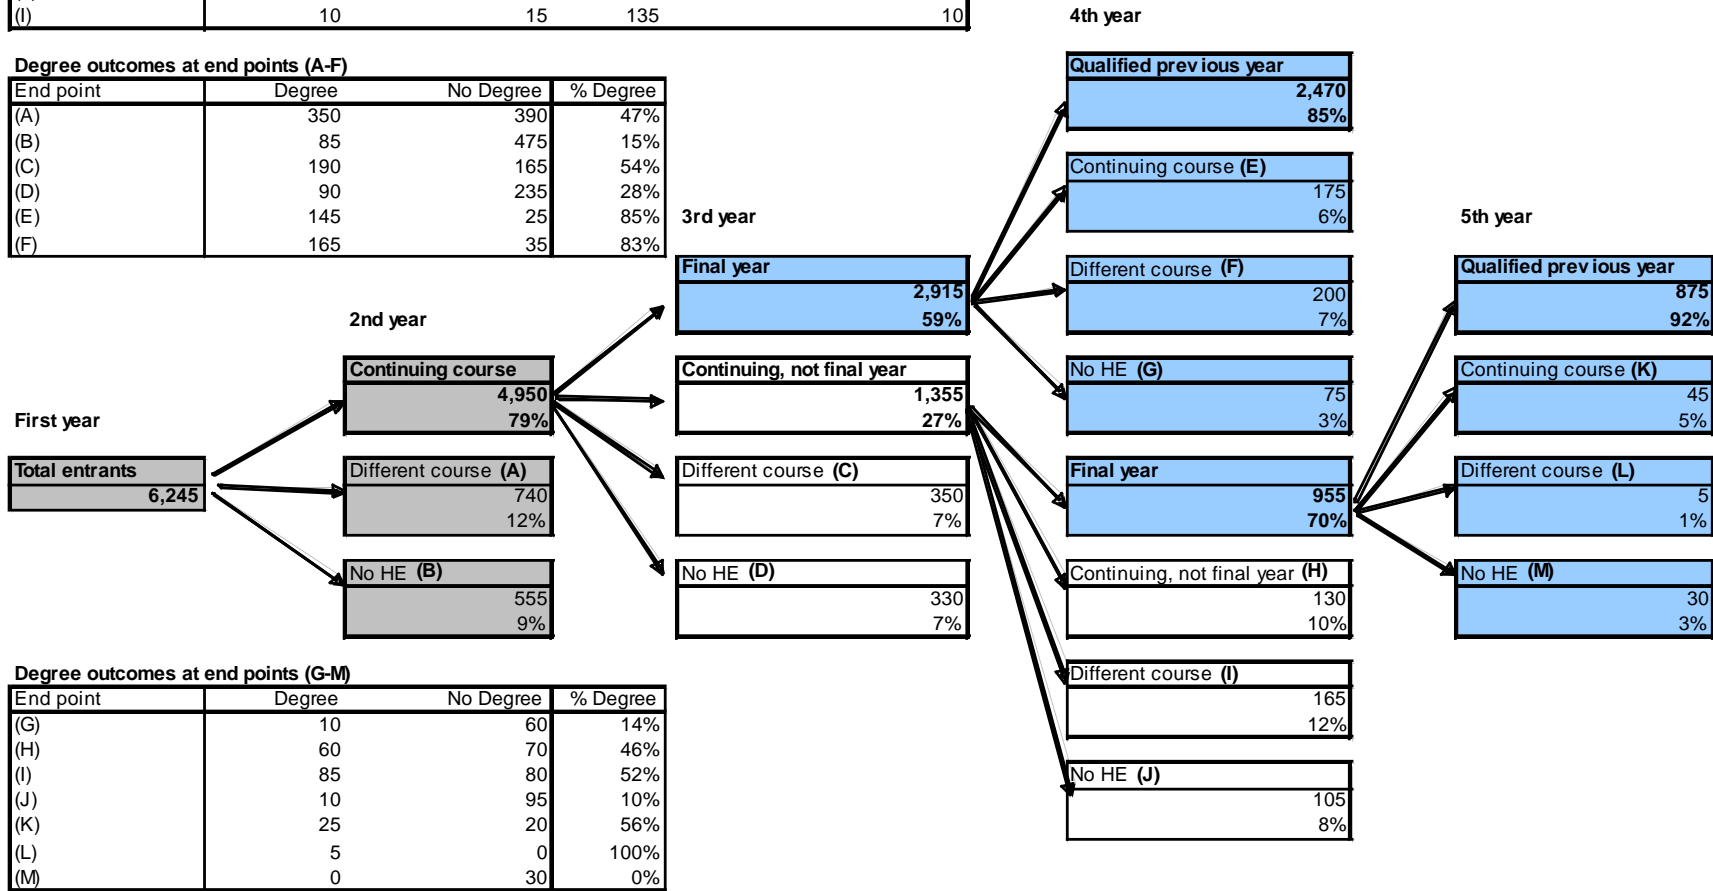 (I) 10 15 135 10
4th year
Degree outcomes at end points (A-F)
End point Degree No Degree % Degree
(A) 350 390 47%
(B) 85 475 15%
(C) 190 165 54%
(D) 90 235 28%
(E) 145 25 85%
(F) 165 35 83%
Qualified previous year
2,470
85%
Continuing course (E)
175
6%
3rd year
5th year
Final year
2,915
59%
Different course (F)
200
7%
Qualified previous year
875
92%
2nd year
Continuing course
4,950
79%
Continuing, not final year
1,355
27%
No HE (G)
75
3%
Continuing course (K)
45
5%
First year
Total entrants
6,245
Different course (A)
740
12%
Different course (C)
350
7%
Final year
955
70%
Different course (L)
5
1%
No HE (B)
555
9%
No HE (D)
330
7%
Continuing, not final year (H)
130
10%
No HE (M)
30
3%
Degree outcomes at end points (G-M)
End point Degree No Degree % Degree
(G) 10 60 14%
(H) 60 70 46%
(I) 85 80 52%
(J) 10 95 10%
(K) 25 20 56%
(L) 5 0 100%
(M) 0 30 0%
Different course (I)
165
12%
No HE (J)
105
8%